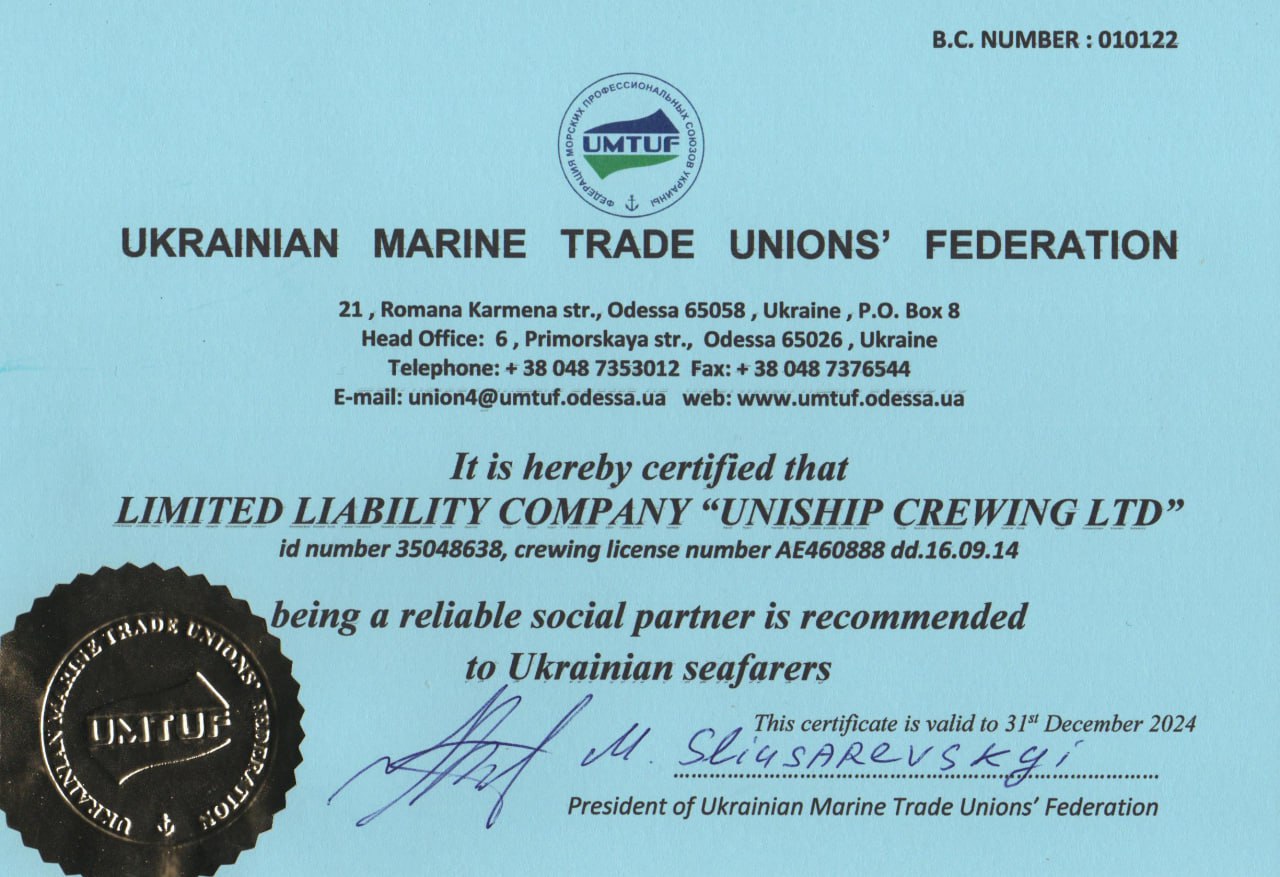 B.C. NUMBER : 010122
ФЕДЕРАЦИЯ МОРСКИХ ПРОФЕССИОНАЛЬНЫХ СОЮЗОВ УКРАИНЫ
UMTUF
UKRAINIAN MARINE TRADE UNIONS’ FEDERATION
21 , Romana Karmena str., Odessa 65058 , Ukraine , P.O. Box 8
Head Office: 6 , Primorskaya str., Odessa 65026 , Ukraine
Telephone: + 38 048 7353012 Fax: + 38 048 7376544
E-mail: union4@umtuf.odessa.ua web: www.umtuf.odessa.ua
It is hereby certified that
LIMITED LIABILITY COMPANY “UNISHIP CREWING LTD”
id number 35048638, crewing license number AE460888 dd.16.09.14
being a reliable social partner is recommended
to Ukrainian seafarers
This certificate is valid to 31st December 2024
M. Sliusarevskyi
President of Ukrainian Marine Trade Unions’ Federation
UKRAINIAN MARINE TRADE UNIONS’ FEDERATION
UMTUF